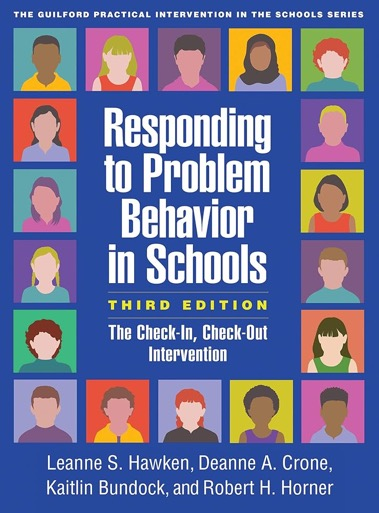 THE GUILFORD PRACTICAL INTERVENTION IN THE SCHOOLS SERIES
Responding
to Problem
Behavior
in Schools
THIRD EDITION
The Check-In, Check-Out
Intervention
Leanne S. Hawken, Deanne A. Crone,
Kaitlin Bundock, and Robert H. Horner